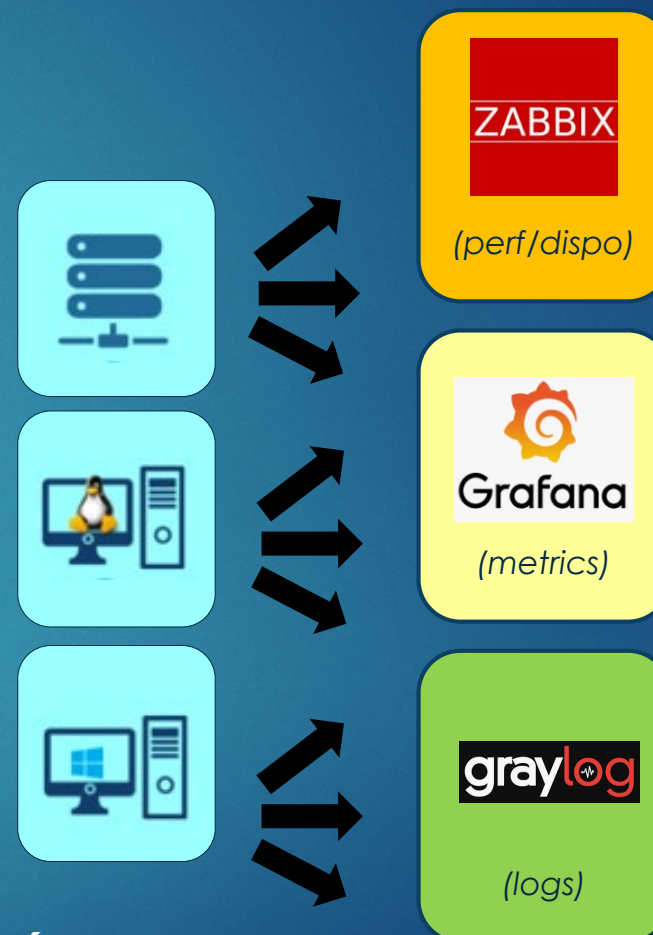 ZABBIX
(perf/dispo)
Grafana
(metrics)
graylog
(logs)